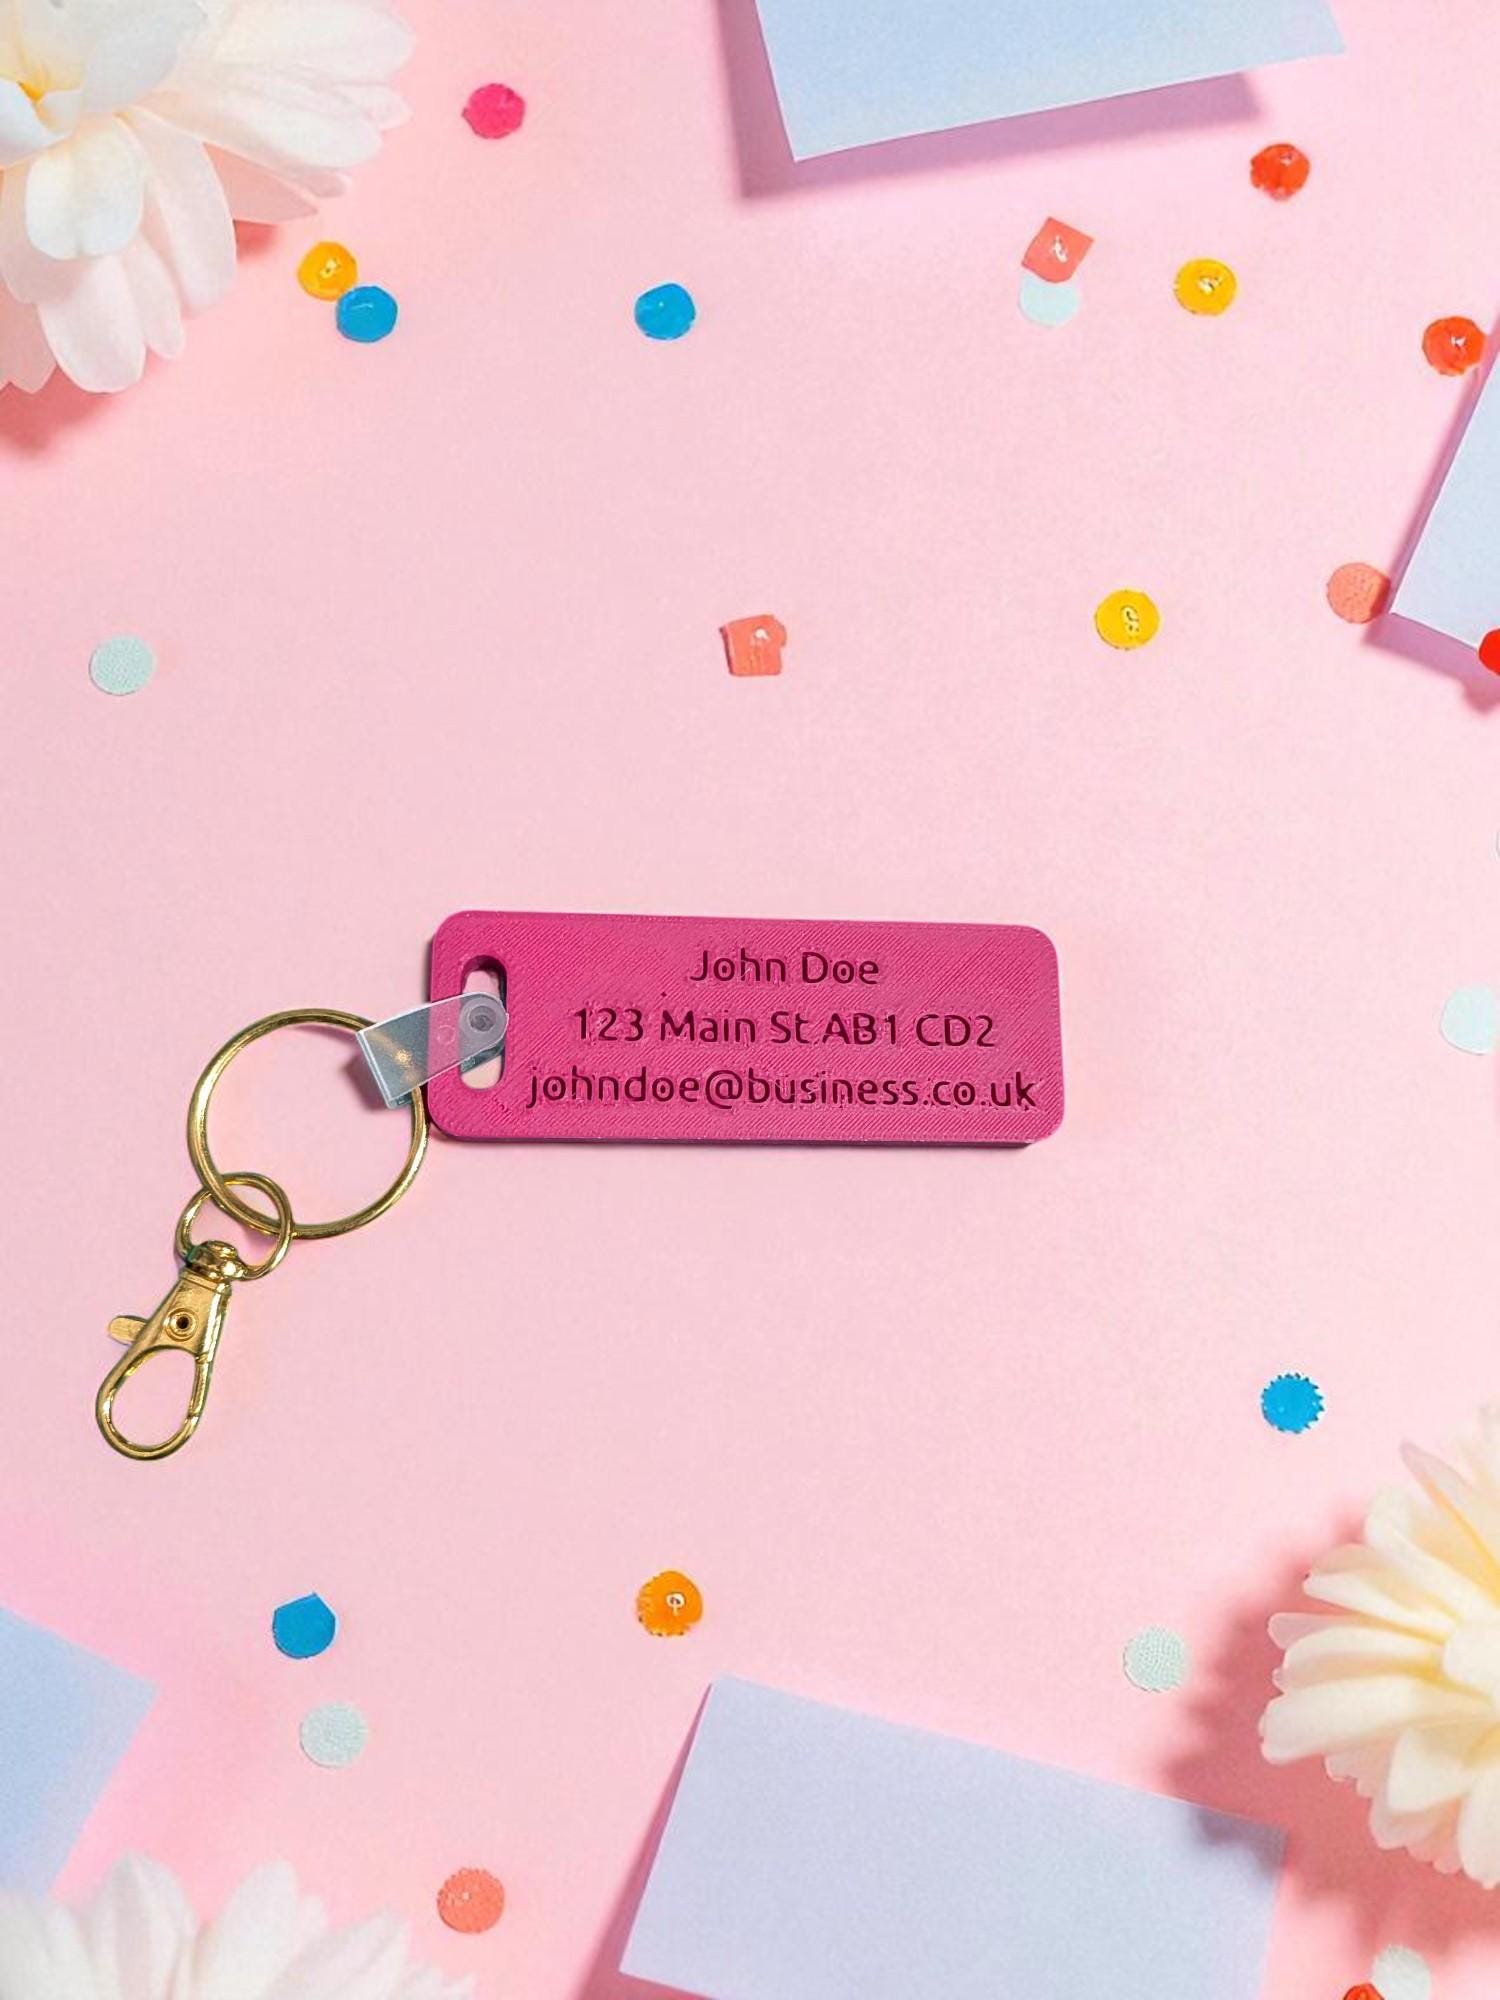 John Doe
123 Main St AB1 CD2
johndoe@business.co.uk